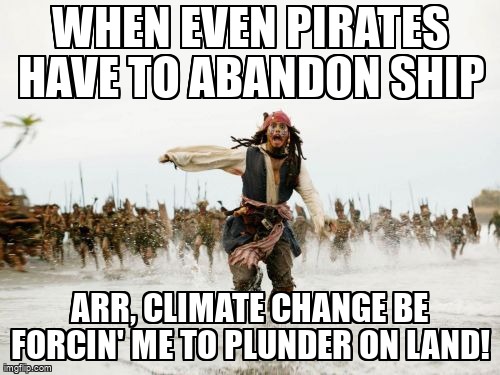 WHEN EVEN PIRATES
HAVE TO ABANDON SHIP
ARR, CLIMATE CHANGE BE
FORCIN' ME TO PLUNDER ON LAND!
imgflip.com